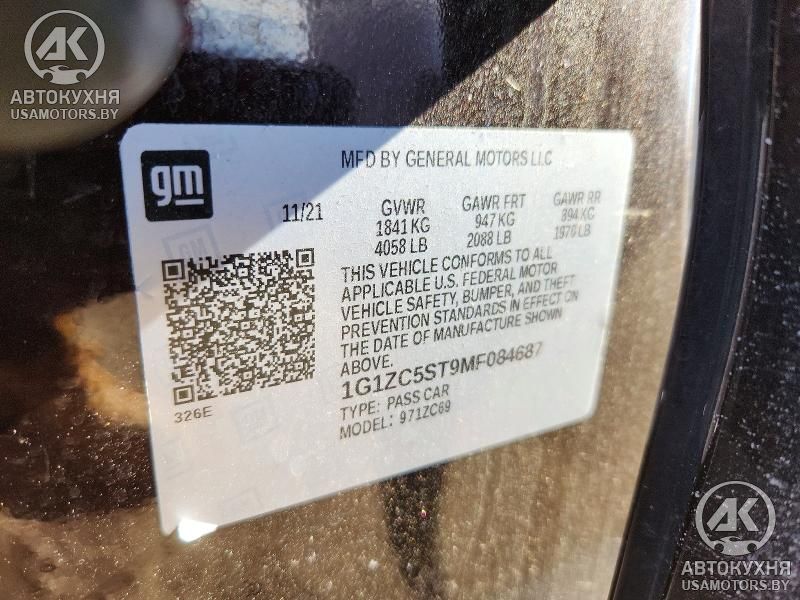 AK
АВТОКУХНЯ
USAMOTORS.BY
gm
MFD BY GENERAL MOTORS LLC
11/21
GVWR
1841 KG
4058 LB
GAWR FRT
947 KG
2088 LB
GAWR RR
894 KG
1970 LB
THIS VEHICLE CONFORMS TO ALL
APPLICABLE U.S. FEDERAL MOTOR
VEHICLE SAFETY, BUMPER, AND THEFT
PREVENTION STANDARDS IN EFFECT ON
THE DATE OF MANUFACTURE SHOWN
ABOVE.
1G1ZC5ST9MF084687
TYPE: PASS CAR
MODEL: 971ZC69
326E
AK
АВТОКУХНЯ
USAMOTORS.BY